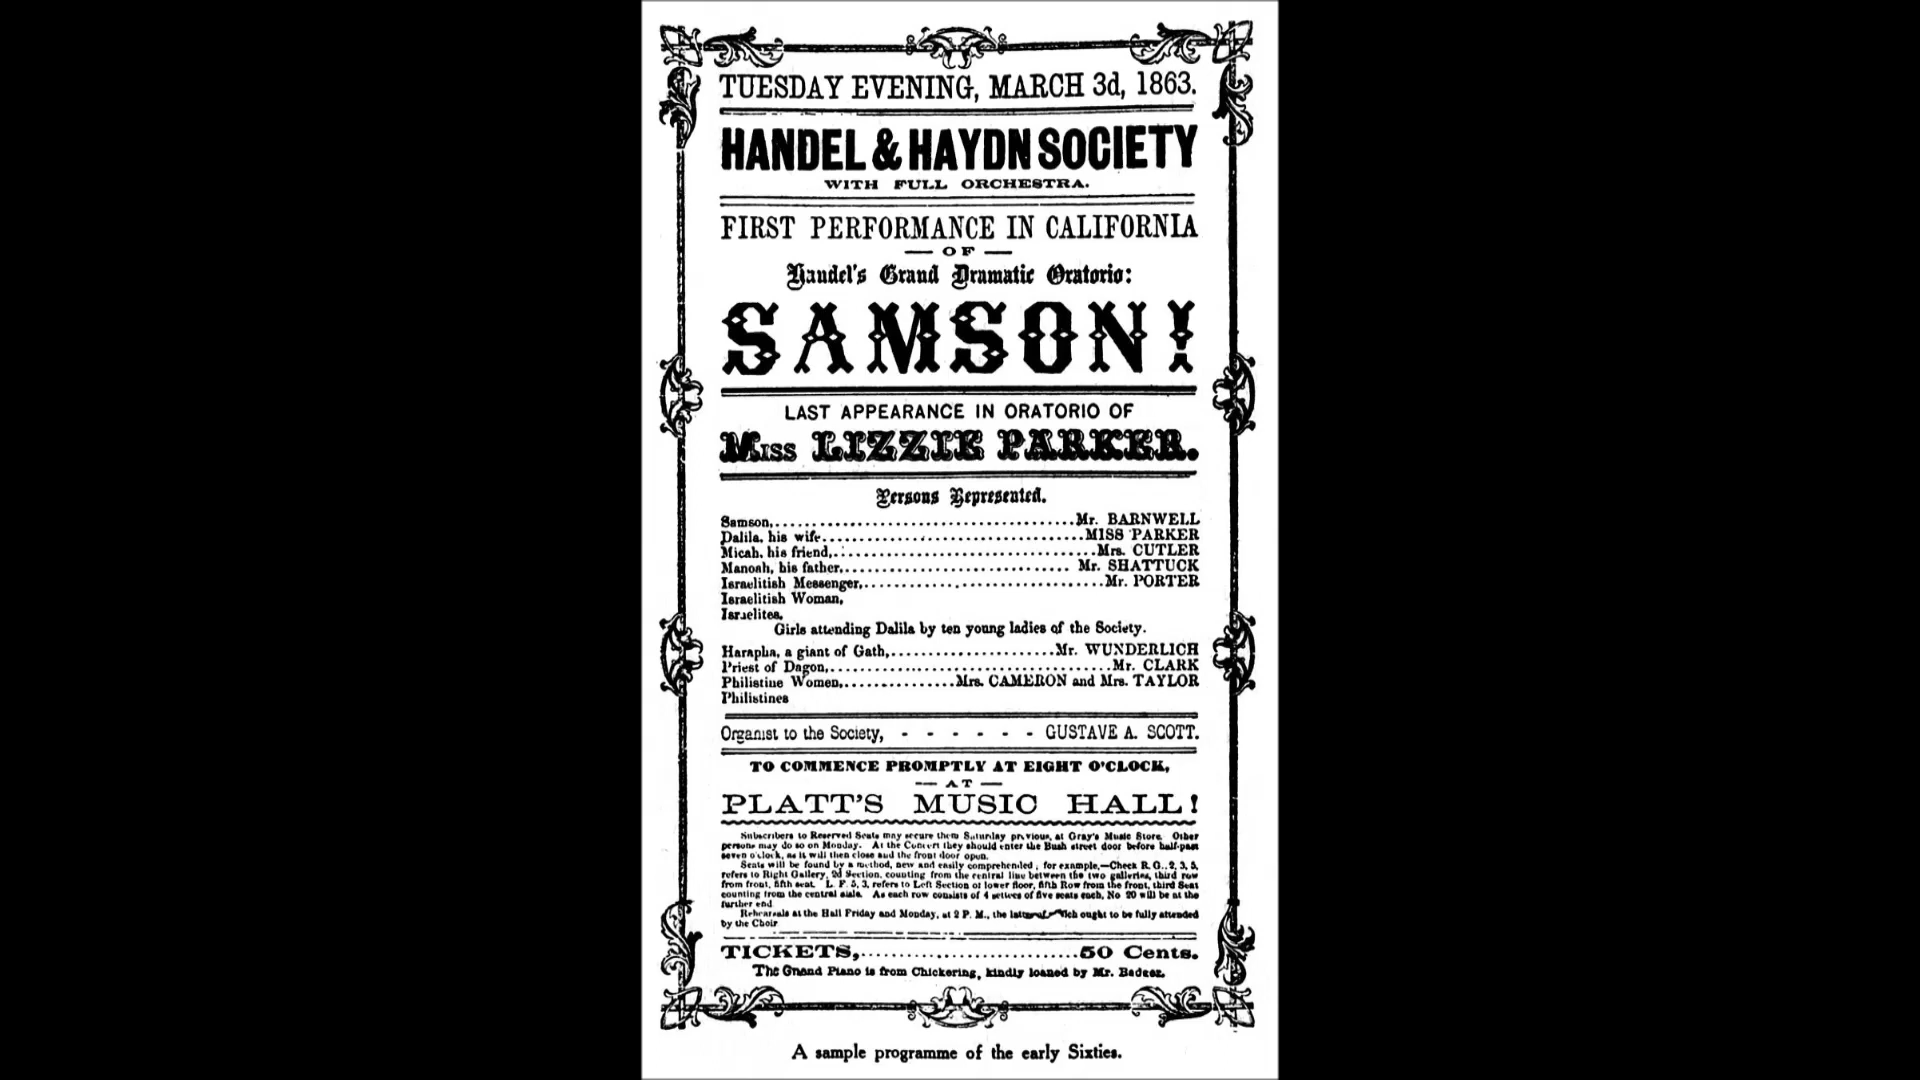 TUESDAY EVENING, MARCH 3d, 1863.
HANDEL & HAYDN SOCIETY
WITH FULL ORCHESTRA.
FIRST PERFORMANCE IN CALIFORNIA
— OF —
Handel's Grand Dramatic Oratorio:
SAMSON!
LAST APPEARANCE IN ORATORIO OF
Miss LIZZIE PARKER.
Persons Represented.
Samson,......................................Mr. BARNWELL
Dalila, his wife.................................MISS PARKER
Micah, his friend,.................................Mrs. CUTLER
Manoah, his father,............................. Mr. SHATTUCK
Israelitish Messenger,..............................Mr. PORTER
Israelitish Woman,
Israelites,
Girls attending Dalila by ten young ladies of the Society.
Harapha, a giant of Gath,.....................Mr. WUNDERLICH
Priest of Dagon,....................................Mr. CLARK
Philistine Women,..............Mrs. CAMERON and Mrs. TAYLOR
Philistines
Organist to the Society, - - - - - - GUSTAVE A. SCOTT.
TO COMMENCE PROMPTLY AT EIGHT O'CLOCK,
— AT —
PLATT'S MUSIC HALL!
Subscribers to Reserved Seats may secure them Saturday previous, at Gray's Music Store. Other
persons may do so on Monday. At the Concert they should enter the Bush street door before half-past
seven o'clock, as it will then close and the front door open.
Seats will be found by a method, new and easily comprehended; for example,—Check R. G., 2, 3, 5,
refers to Right Gallery, 2d Section, counting from the central line between the two galleries, third row
from front, fifth seat. L. F. 5, 3, refers to Left Section of lower floor, fifth Row from the front, third Seat
counting from the central aisle. As each row consists of 4 settees of five seats each, No 20 will be at the
further end
Rehearsals at the Hall Friday and Monday, at 2 P. M., the latter of which ought to be fully attended
by the Choir
TICKETS,............................50 Cents.
The Grand Piano is from Chickering, kindly loaned by Mr. Badger.
A sample programme of the early Sixties.